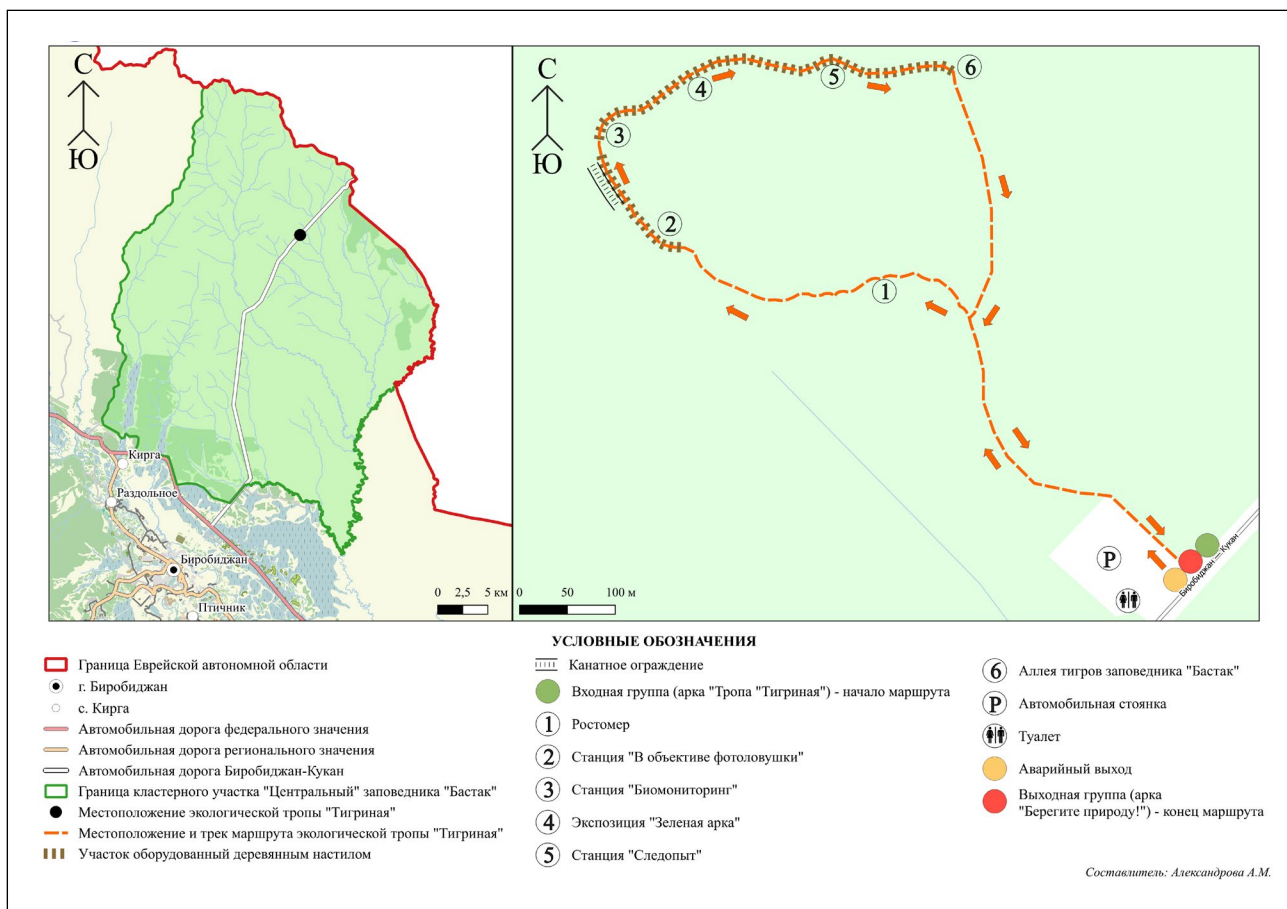 С
Ю
Кирга
Раздольное
Биробиджан
Птичник
0 2,5 5 км
С
Ю
1
2
3
4
5
6
P
Биробиджан — Кукан
0 50 100 м
УСЛОВНЫЕ ОБОЗНАЧЕНИЯ
Граница Еврейской автономной области
г. Биробиджан
с. Кирга
Автомобильная дорога федерального значения
Автомобильная дорога регионального значения
Автомобильная дорога Биробиджан-Кукан
Граница кластерного участка "Центральный" заповедника "Бастак"
Местоположение экологической тропы "Тигриная"
Местоположение и трек маршрута экологической тропы "Тигриная"
Участок оборудованный деревянным настилом
Канатное ограждение
Входная группа (арка "Тропа "Тигриная") - начало маршрута
1 Ростомер
2 Станция "В объективе фотоловушки"
3 Станция "Биомониторинг"
4 Экспозиция "Зеленая арка"
5 Станция "Следопыт"
6 Аллея тигров заповедника "Бастак"
P Автомобильная стоянка
Туалет
Аварийный выход
Выходная группа (арка
"Берегите природу!") - конец маршрута
Составитель: Александрова А.М.